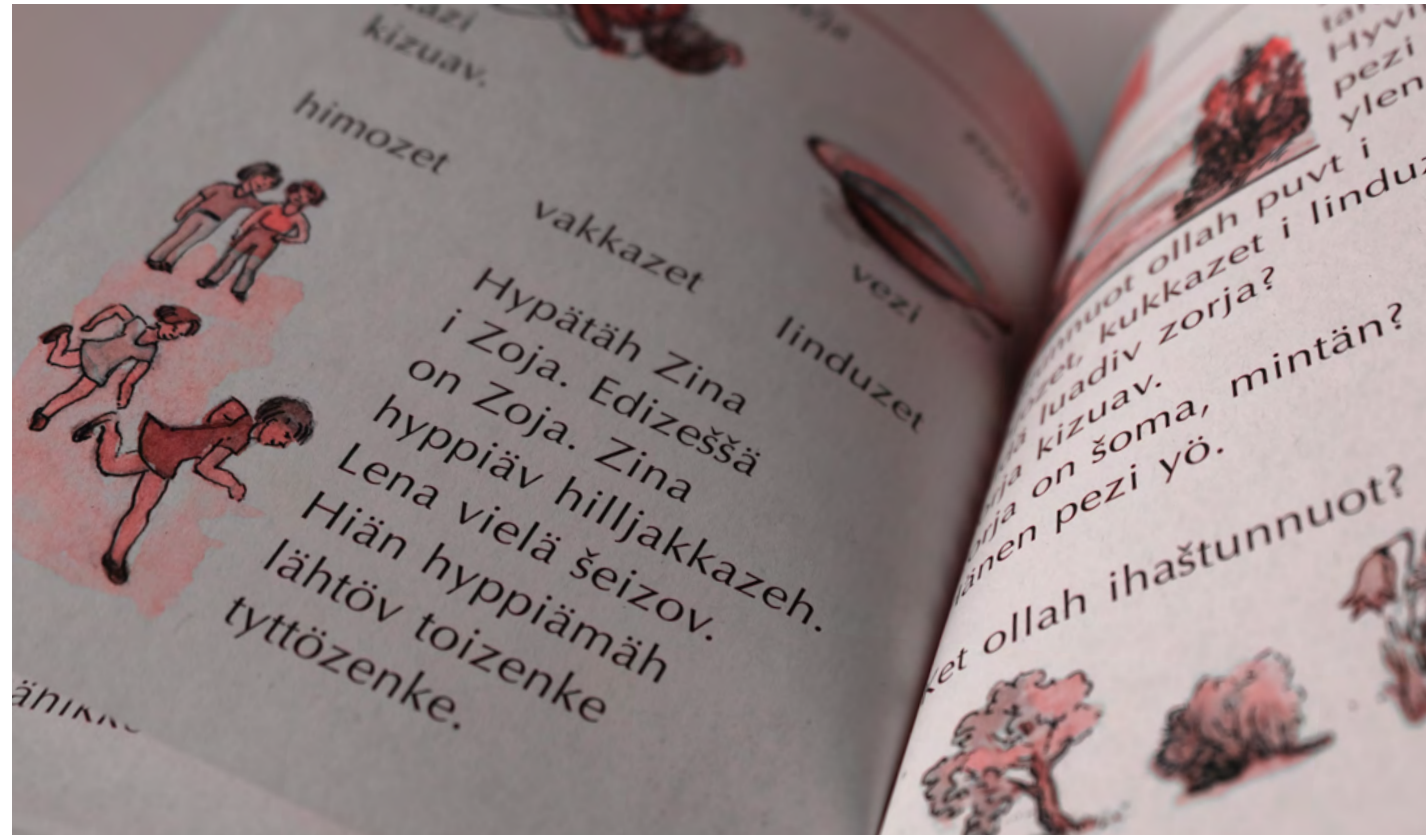 kizuav.
himozet
vakkazet
vezi
linduzet
Hypätäh Zina
i Zoja. Edizeššä
on Zoja. Zina
hyppiäv hilljakkazeh.
Lena vielä šeizov.
Hiän hyppiämäh
lähtöv toizenke
tyttözenke.
pezi
ollah puvt i
kukkazet i
luadiv zorja?
kizuav.
on šoma, mintän?
pezi yö.
ollah ihaštunnuot?